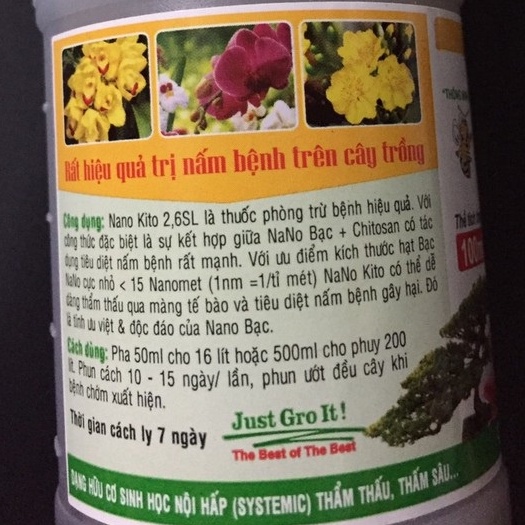 Rất hiệu quả trị nấm bệnh trên cây trồng
Công dụng: Nano Kito 2,6SL là thuốc phòng trừ bệnh hiệu quả. Với
công thức đặc biệt là sự kết hợp giữa NaNo Bạc + Chitosan có tác
dụng tiêu diệt nấm bệnh rất mạnh. Với ưu điểm kích thước hạt Bạc
NaNo cực nhỏ < 15 Nanomet (1nm =1/tỉ mét) NaNo Kito có thể dễ
dàng thẩm thấu qua màng tế bào và tiêu diệt nấm bệnh gây hại. Đó
là tính ưu việt & độc đáo của Nano Bạc.
Cách dùng: Pha 50ml cho 16 lít hoặc 500ml cho phuy 200
lít. Phun cách 10 - 15 ngày/ lần, phun ướt đều cây khi
bệnh chớm xuất hiện.
Thời gian cách ly 7 ngày
Just Gro It!
The Best of The Best
DẠNG HỮU CƠ SINH HỌC NỘI HẤP (SYSTEMIC) THẨM THẤU, THẤM SÂU...
Thể tích
100m